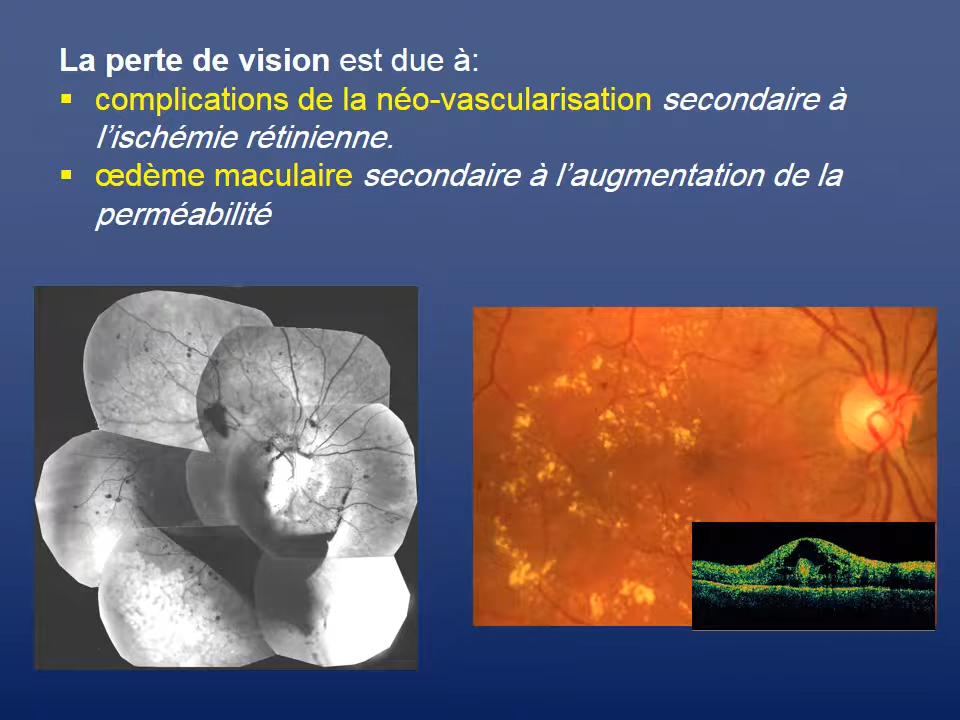 La perte de vision est due à:
▪ complications de la néo-vascularisation secondaire à
l’ischémie rétinienne.
▪ œdème maculaire secondaire à l’augmentation de la
perméabilité